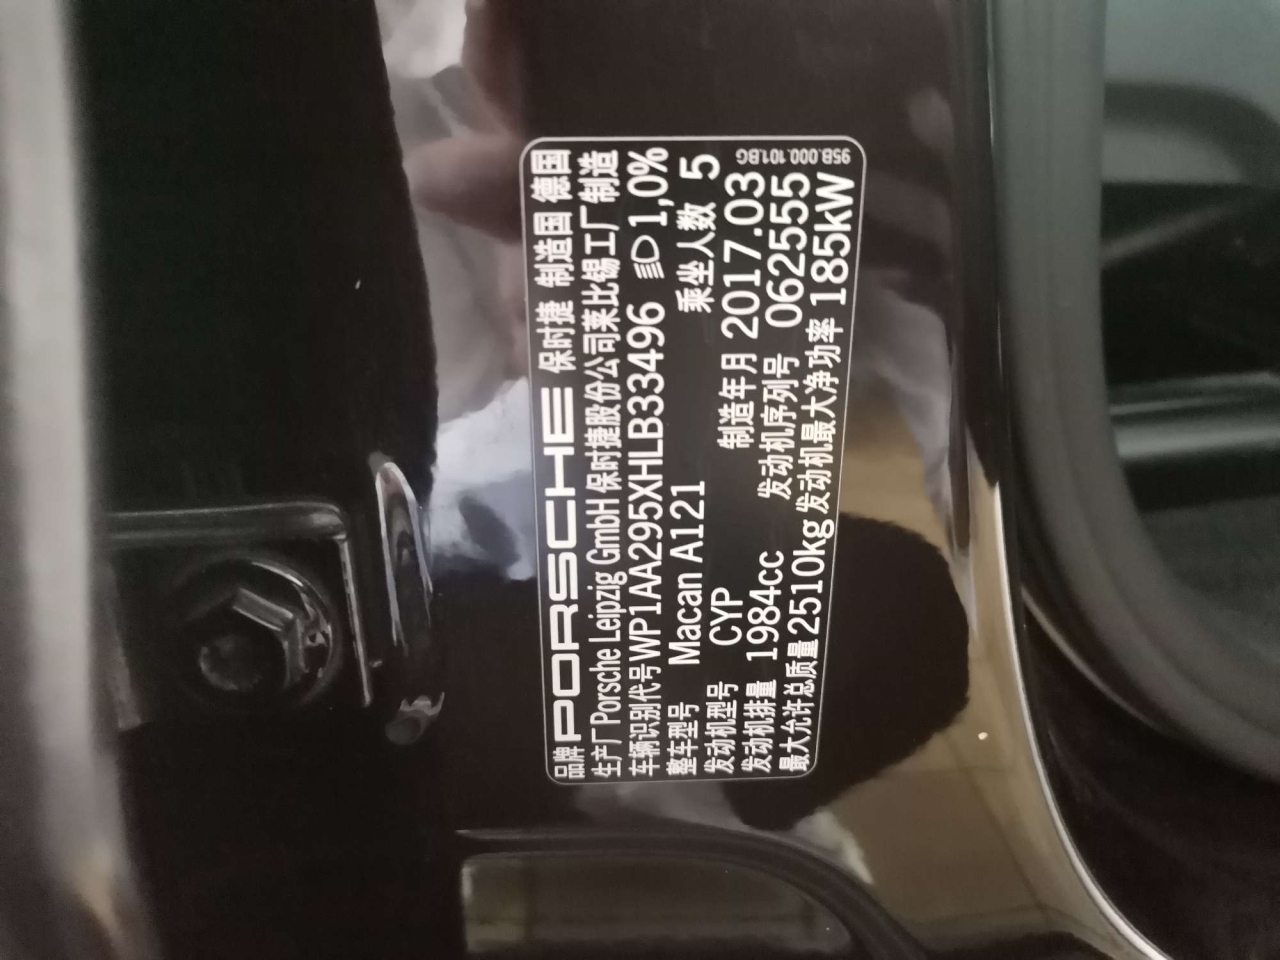 品牌 PORSCHE 保时捷 制造国 德国
生产厂 Porsche Leipzig GmbH 保时捷股份公司莱比锡工厂制造
车辆识别代号 WP1AA295XHLB33496 1,0%
整车型号 Macan A121 乘坐人数 5
发动机型号 CYP 制造年月 2017.03
发动机排量 1984cc 发动机序列号 062555
最大允许总质量 2510kg 发动机最大净功率 185kW
95B.000.101.BG